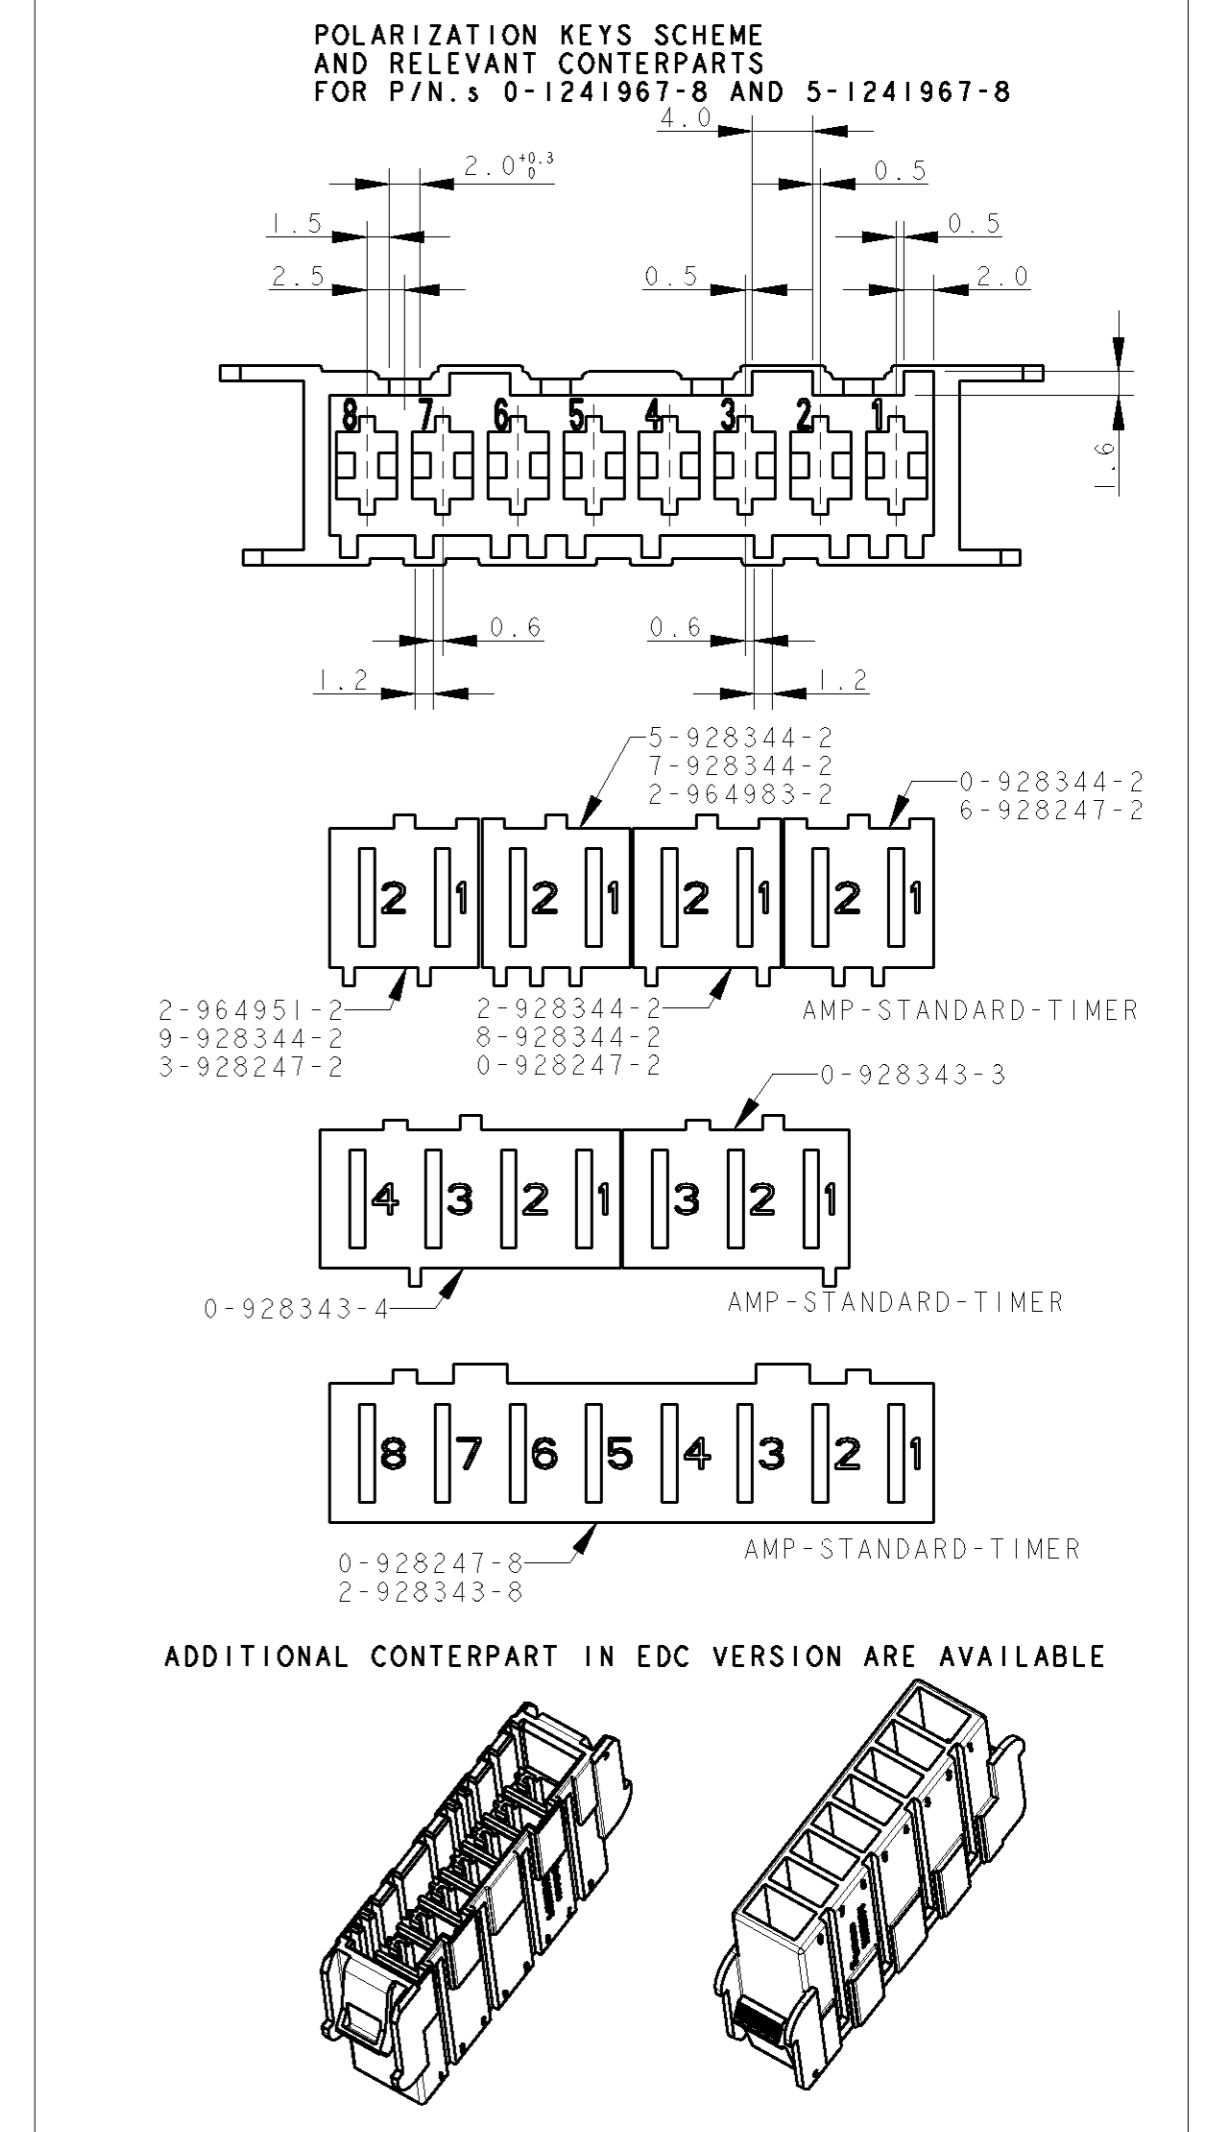 POLARIZATION KEYS SCHEME
AND RELEVANT CONTERPARTS
FOR P/N.s 0-1241967-8 AND 5-1241967-8
4.0
2.0 +0.3 0
0.5
1.5
0.5
2.5
0.5
2.0
8 7 6 5 4 3 2 1
1.6
0.6
0.6
1.2
1.2
5-928344-2
7-928344-2
2-964983-2
0-928344-2
6-928247-2
2 1 2 1 2 1 2 1
2-964951-2
9-928344-2
3-928247-2
2-928344-2
8-928344-2
0-928247-2
AMP-STANDARD-TIMER
0-928343-3
4 3 2 1 3 2 1
0-928343-4
AMP-STANDARD-TIMER
8 7 6 5 4 3 2 1
0-928247-8
2-928343-8
AMP-STANDARD-TIMER
ADDITIONAL CONTERPART IN EDC VERSION ARE AVAILABLE